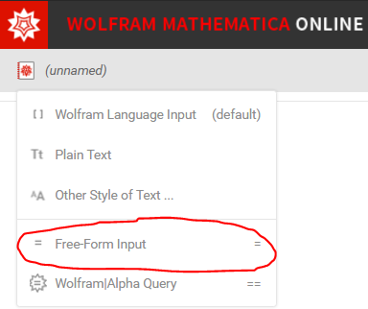 WOLFRAM MATHEMATICA ONLINE
(unnamed)
[ ] Wolfram Language Input (default)
Tt Plain Text
AA Other Style of Text ...
= Free-Form Input =
= Wolfram|Alpha Query ==